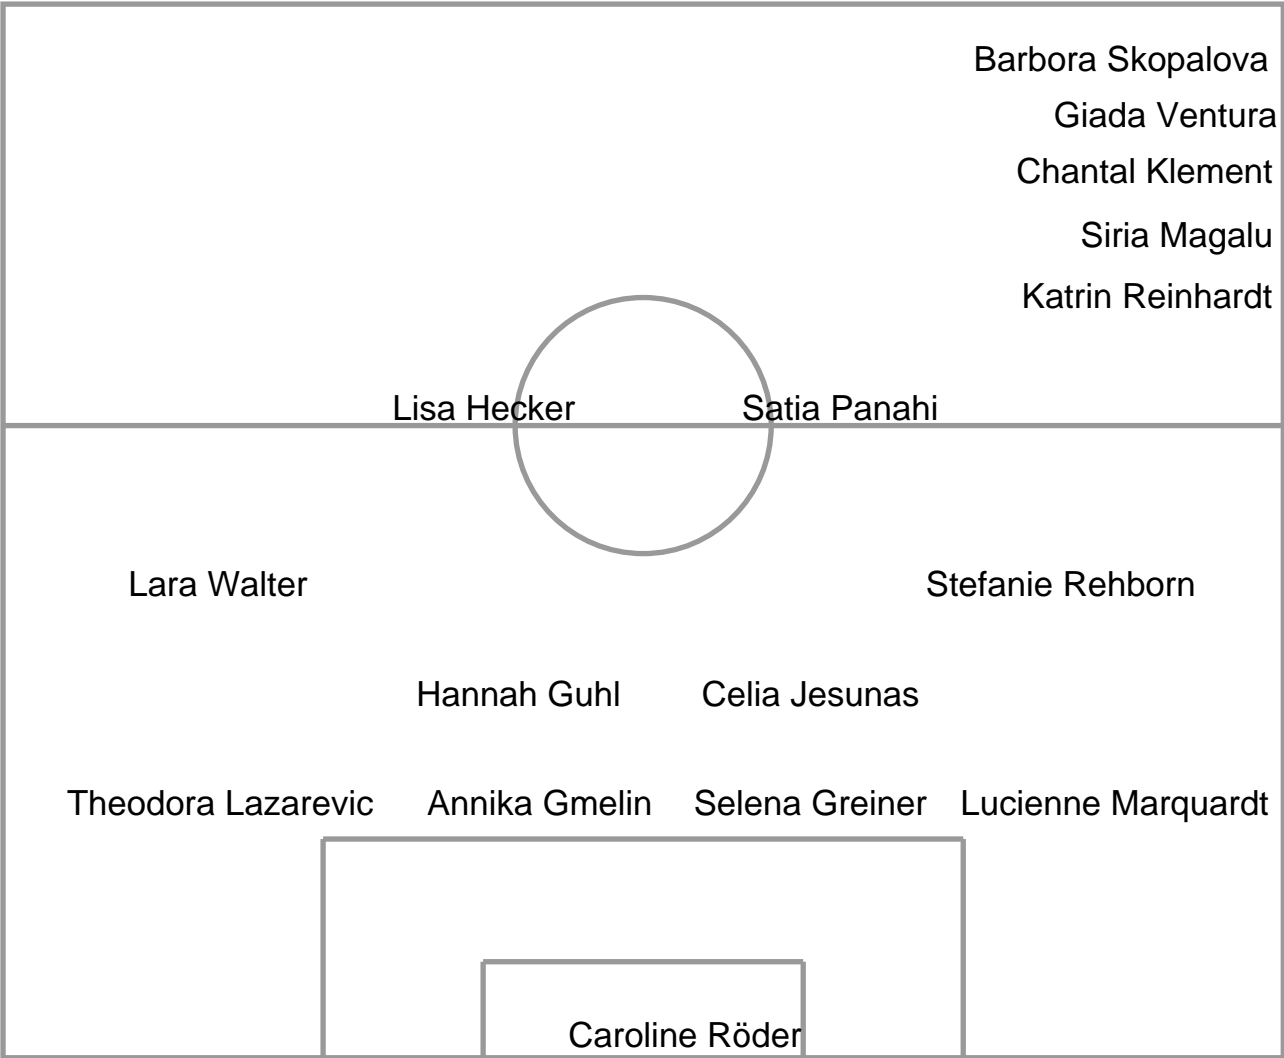 Barbora Skopalova
Giada Ventura
Chantal Klement
Siria Magalu
Katrin Reinhardt
Lisa Hecker Satia Panahi
Lara Walter Stefanie Rehborn
Hannah Guhl Celia Jesunas
Theodora Lazarevic Annika Gmelin Selena Greiner Lucienne Marquardt
Caroline Röder